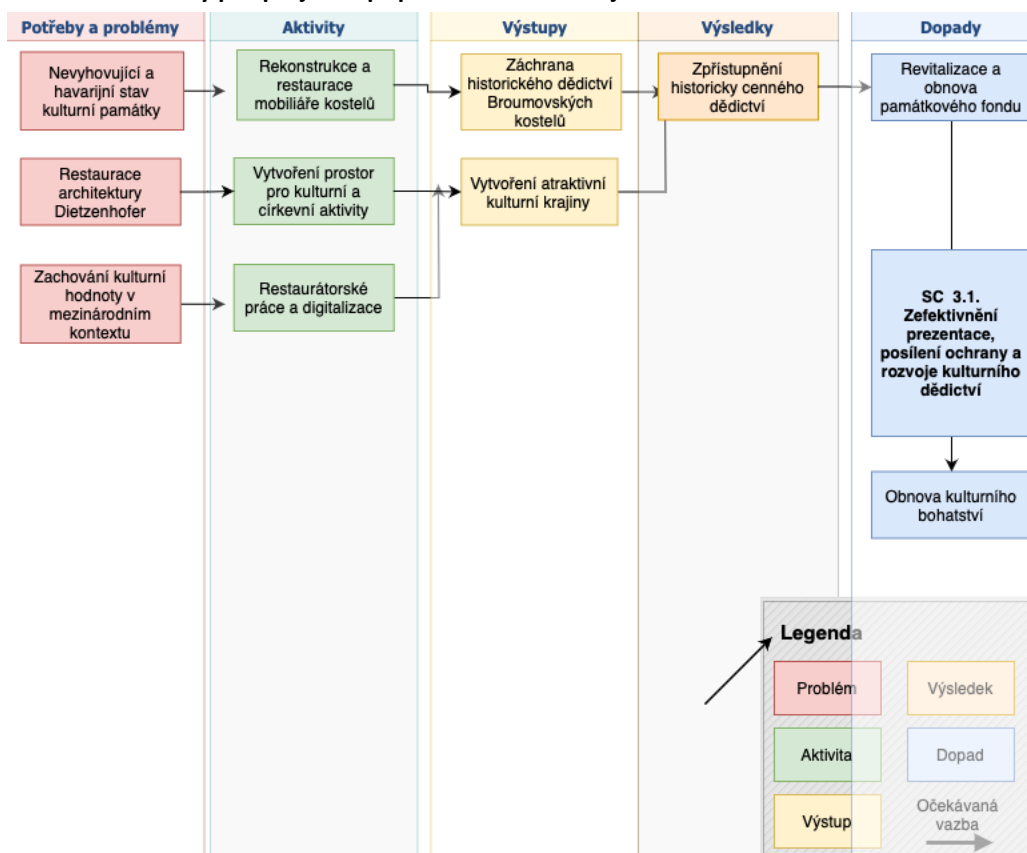 Potřeby a problémy
Aktivity
Výstupy
Výsledky
Dopady
Nevyhovující a
havarijní stav
kulturní památky
Rekonstrukce a
restaurace
mobiliáře kostelů
Záchrana
historického dědictví
Broumovských
kostelů
Zpřístupnění
historicky cenného
dědictví
Revitalizace a
obnova
památkového fondu
Restaurace
architektury
Dietzenhofer
Vytvoření prostor
pro kulturní a
církevní aktivity
Vytvoření atraktivní
kulturní krajiny
Zachování kulturní
hodnoty v
mezinárodním
kontextu
Restaurátorské
práce a digitalizace
SC 3.1.
Zefektivnění
prezentace,
posílení ochrany a
rozvoje kulturního
dědictví
Obnova kulturního
bohatství
Legenda
Problém
Výsledek
Aktivita
Dopad
Výstup
Očekávaná
vazba